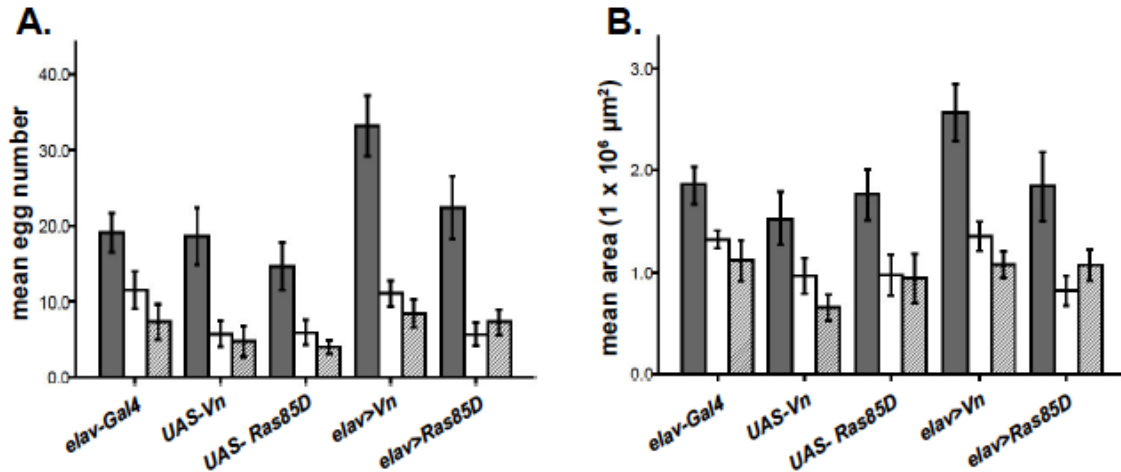 A.
mean egg number
40.0
30.0
20.0
10.0
0.0
elav-Gal4
UAS-Vn
UAS- Ras85D
elav>Vn
elav>Ras85D
B.
mean area (1 x 10⁶ µm²)
3.0
2.0
1.0
0.0
elav-Gal4
UAS-Vn
UAS- Ras85D
elav>Vn
elav>Ras85D